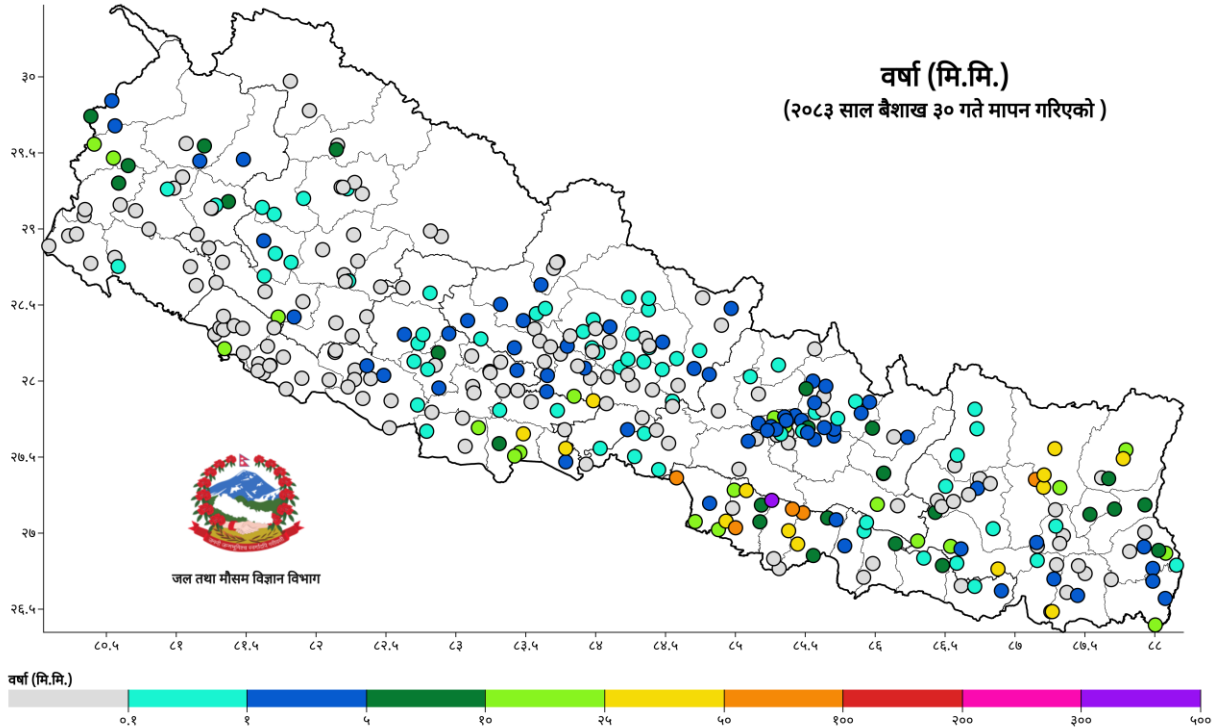 वर्षा (मि.मि.)
(२०८३ साल बैशाख ३० गते मापन गरिएको )
३०
२९.५
२९
२८.५
२८
२७.५
२७
२६.५
जल तथा मौसम विज्ञान विभाग
८०.५ ८१ ८१.५ ८२ ८२.५ ८३ ८३.५ ८४ ८४.५ ८५ ८५.५ ८६ ८६.५ ८७ ८७.५ ८८
वर्षा (मि.मि.)
०.१ १ ५ १० २५ ५० १०० २०० ३०० ५००